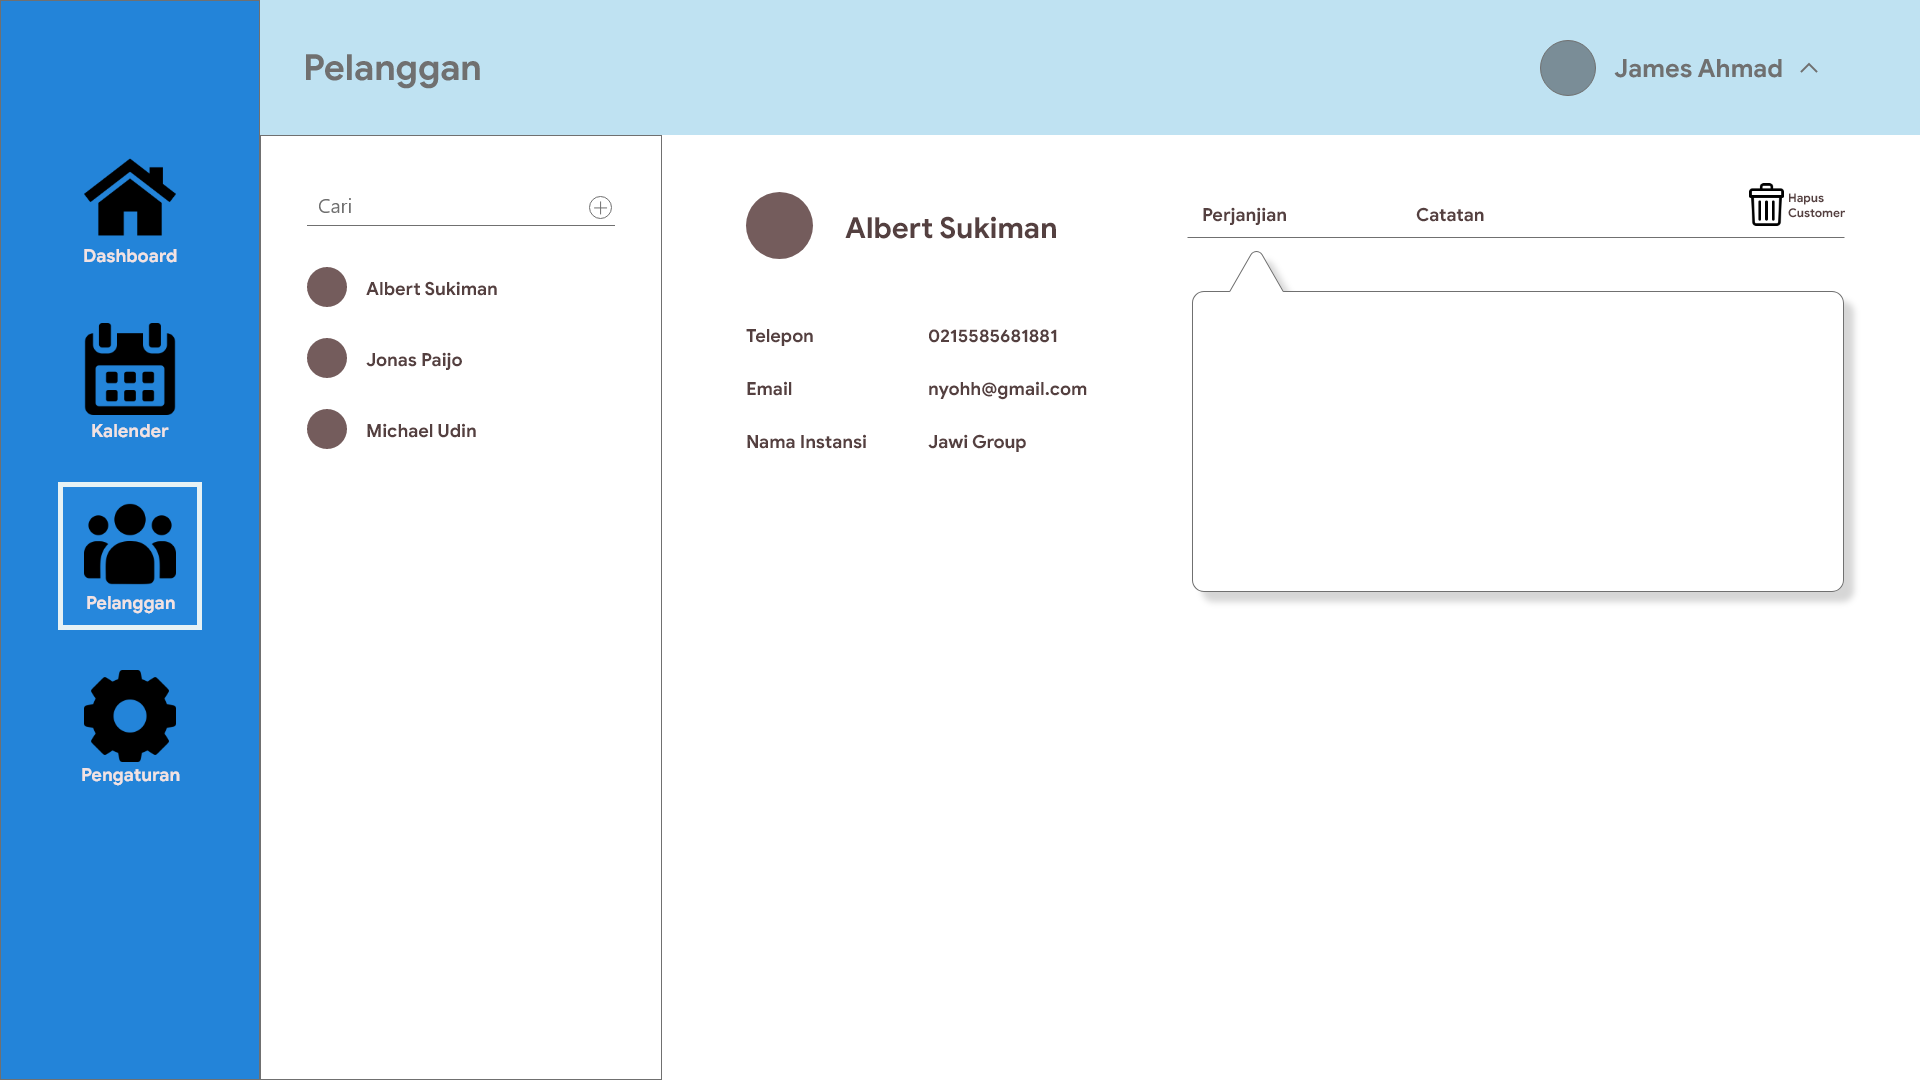 Pelanggan
James Ahmad
Dashboard
Kalender
Pelanggan
Pengaturan
Cari
Albert Sukiman
Jonas Paijo
Michael Udin
Albert Sukiman
Telepon 0215585681881
Email nyohh@gmail.com
Nama Instansi Jawi Group
Perjanjian Catatan
Hapus
Customer